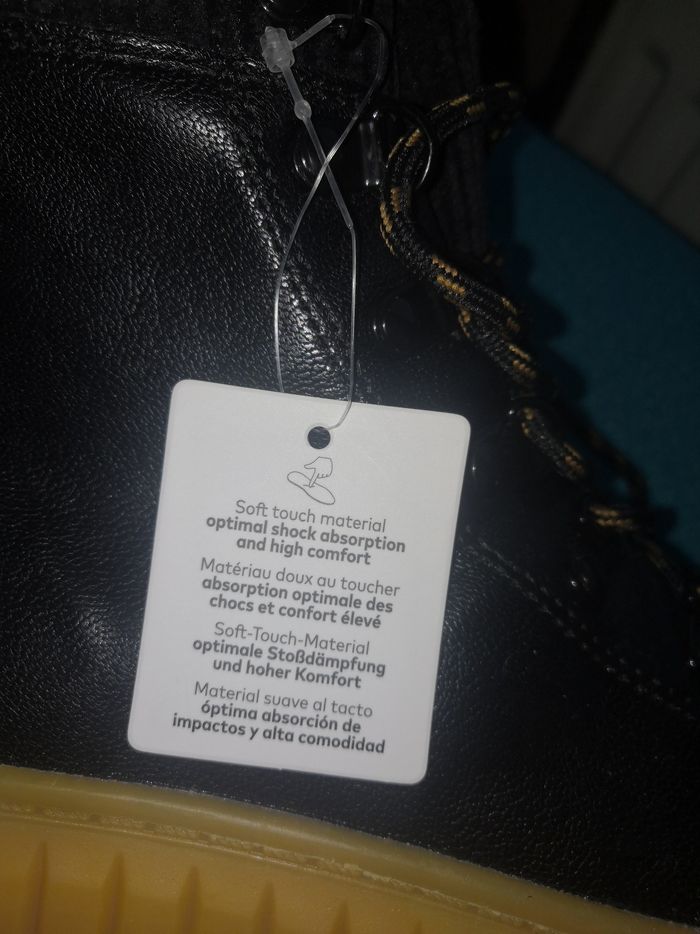 Soft touch material
optimal shock absorption
and high comfort
Matériau doux au toucher
absorption optimale des
chocs et confort élevé
Soft-Touch-Material
optimale Stoßdämpfung
und hoher Komfort
Material suave al tacto
óptima absorción de
impactos y alta comodidad